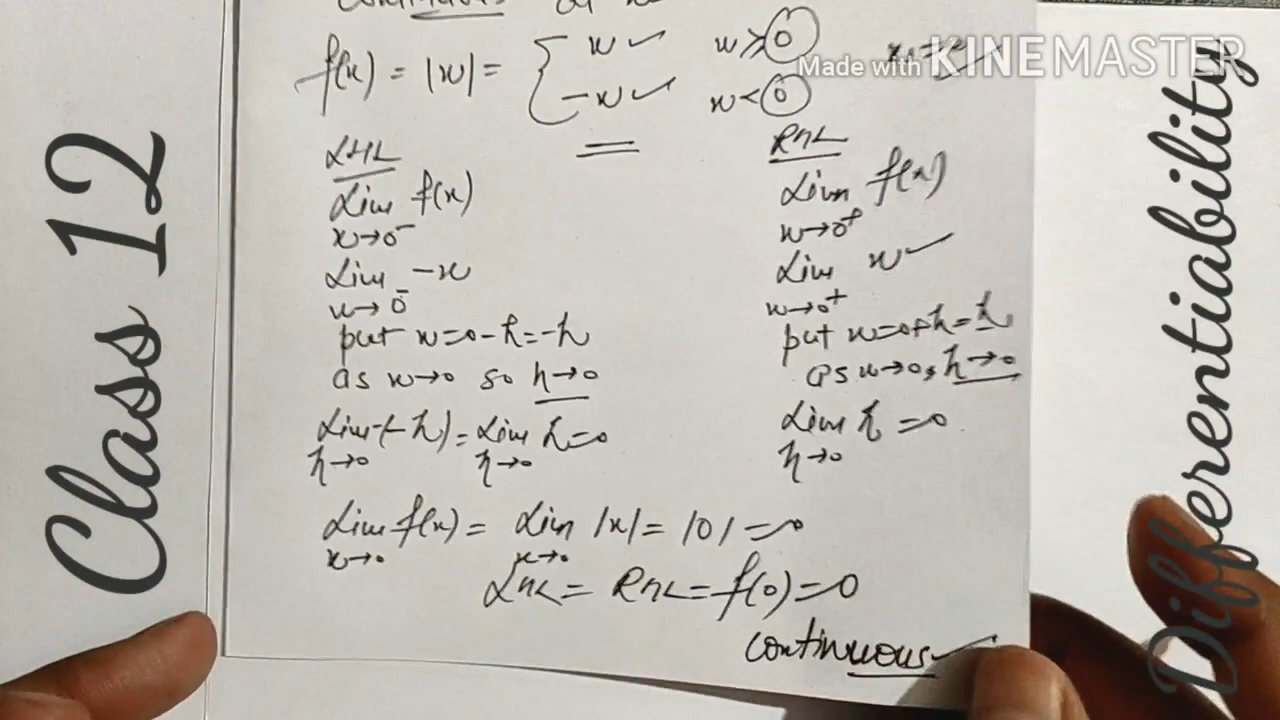 Class 12
Made with KINEMASTER
f(x) = |x| = { x ✓ x ≥ 0
-x ✓ x < 0
LHL
Lim f(x)
x→0⁻
Lim -x
x→0⁻
put x=0-h=-h
as x→0 so h→0
Lim -(-h) = Lim h=0
h→0 h→0
RHL
Lim f(x)
x→0⁺
Lim x ✓
x→0⁺
put x=0+h=h
as x→0, h→0
Lim h =0
h→0
Lim f(x) = Lim |x| = |0| =0
x→0 x→0
LHL = RHL = f(0) = 0
continuous ✓
Differentiability